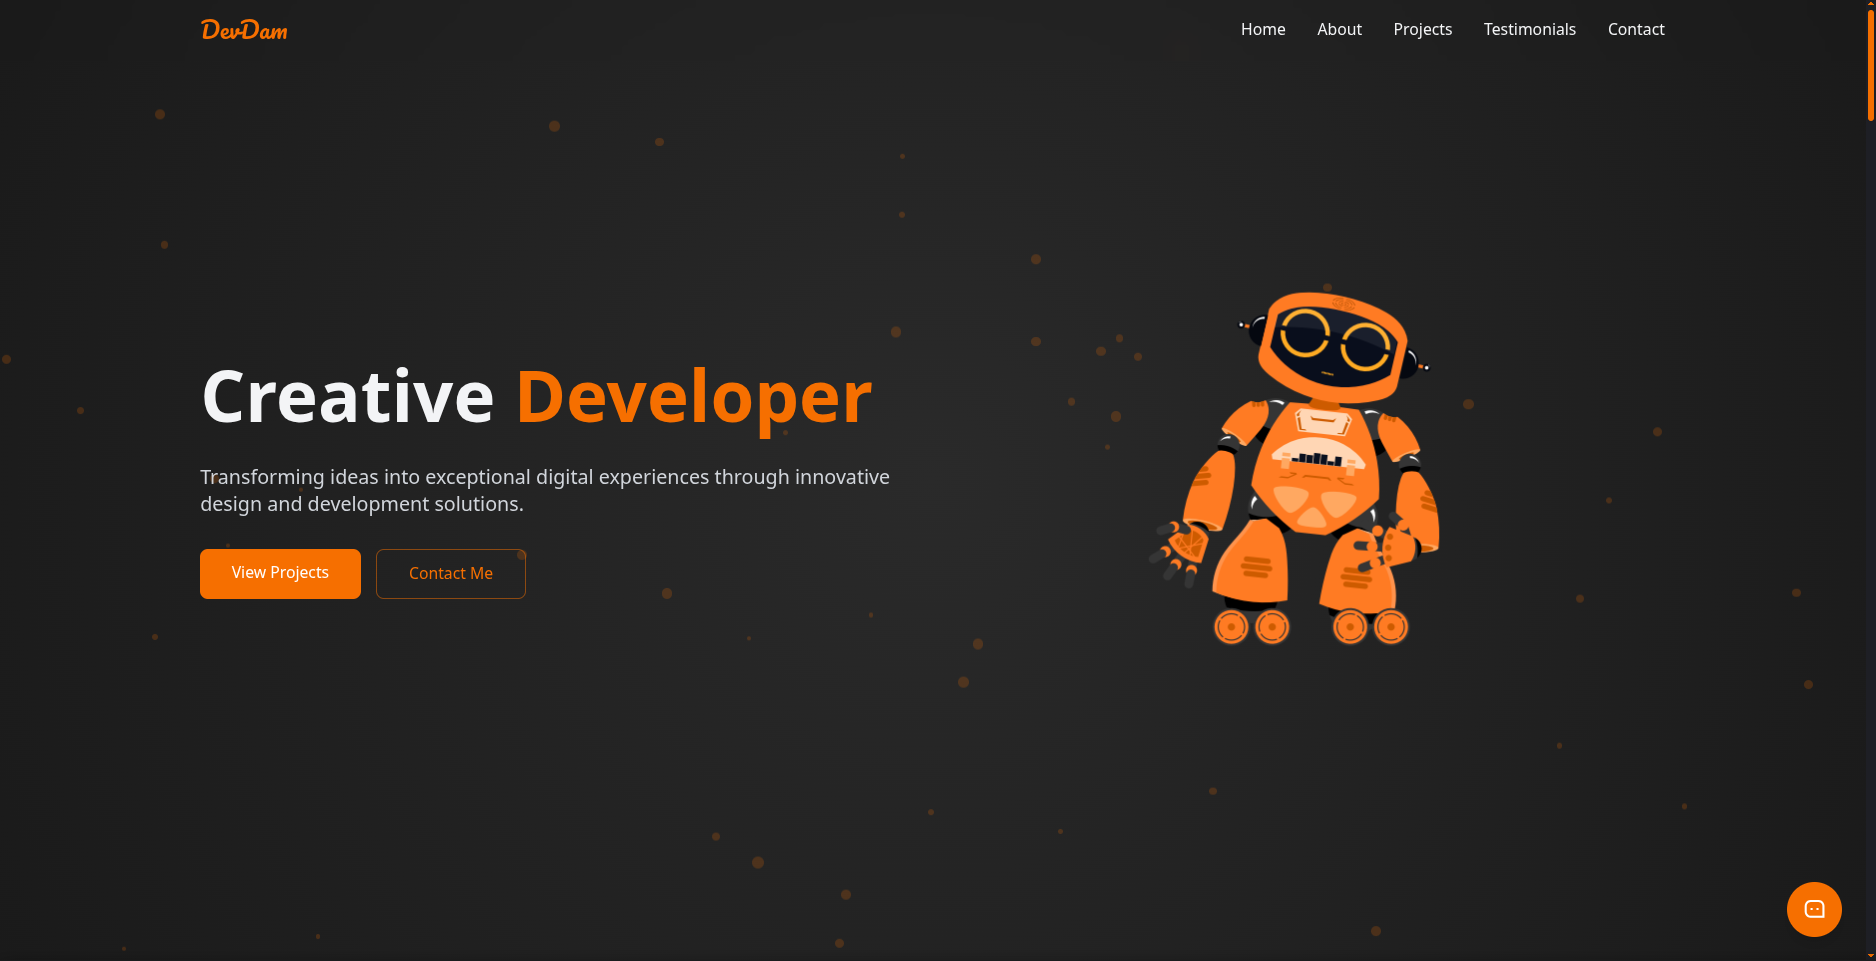 DevDam
Home About Projects Testimonials Contact
Creative Developer
Transforming ideas into exceptional digital experiences through innovative
design and development solutions.
View Projects Contact Me